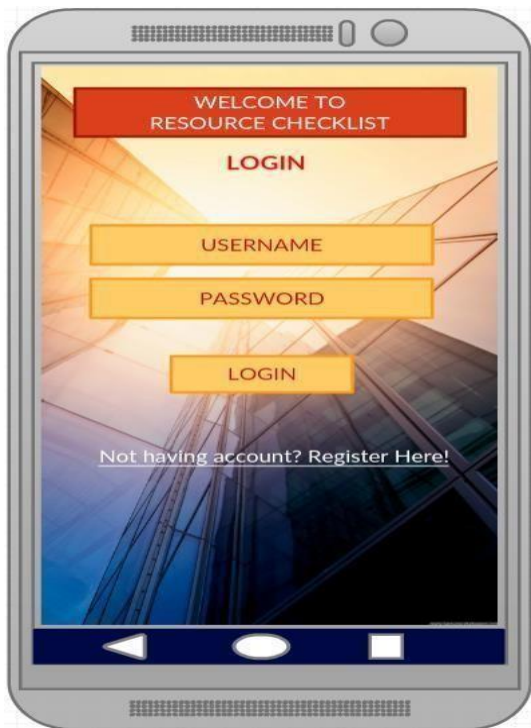 WELCOME TO
RESOURCE CHECKLIST
LOGIN
USERNAME
PASSWORD
LOGIN
Not having account? Register Here!